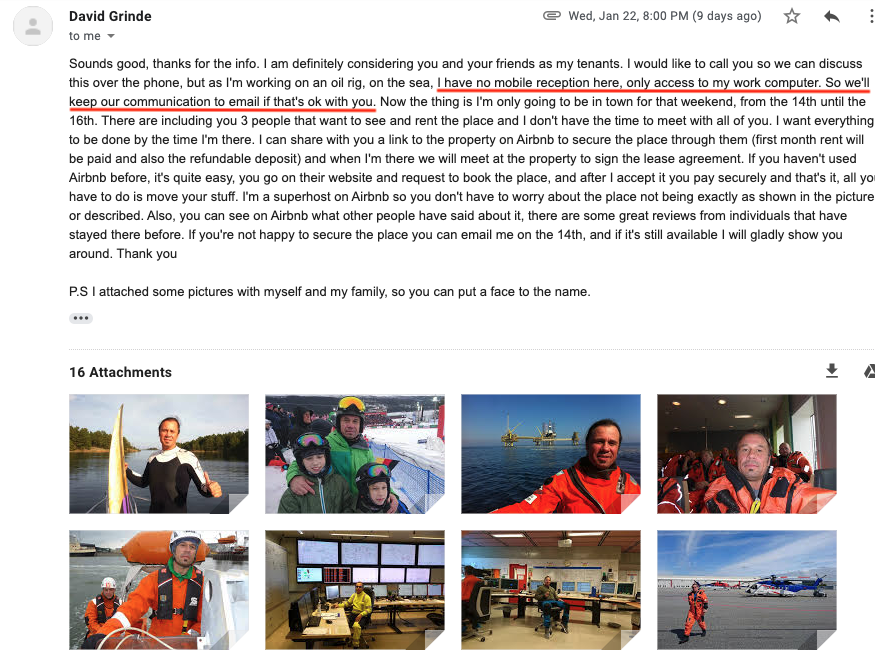 David Grinde
Wed, Jan 22, 8:00 PM (9 days ago)
to me
Sounds good, thanks for the info. I am definitely considering you and your friends as my tenants. I would like to call you so we can discuss
this over the phone, but as I'm working on an oil rig, on the sea, I have no mobile reception here, only access to my work computer. So we'll
keep our communication to email if that's ok with you. Now the thing is I'm only going to be in town for that weekend, from the 14th until the
16th. There are including you 3 people that want to see and rent the place and I don't have the time to meet with all of you. I want everything
to be done by the time I'm there. I can share with you a link to the property on Airbnb to secure the place through them (first month rent will
be paid and also the refundable deposit) and when I'm there we will meet at the property to sign the lease agreement. If you haven't used
Airbnb before, it's quite easy, you go on their website and request to book the place, and after I accept it you pay securely and that's it, all you
have to do is move your stuff. I'm a superhost on Airbnb so you don't have to worry about the place not being exactly as shown in the picture
or described. Also, you can see on Airbnb what other people have said about it, there are some great reviews from individuals that have
stayed there before. If you're not happy to secure the place you can email me on the 14th, and if it's still available I will gladly show you
around. Thank you
P.S I attached some pictures with myself and my family, so you can put a face to the name.
16 Attachments